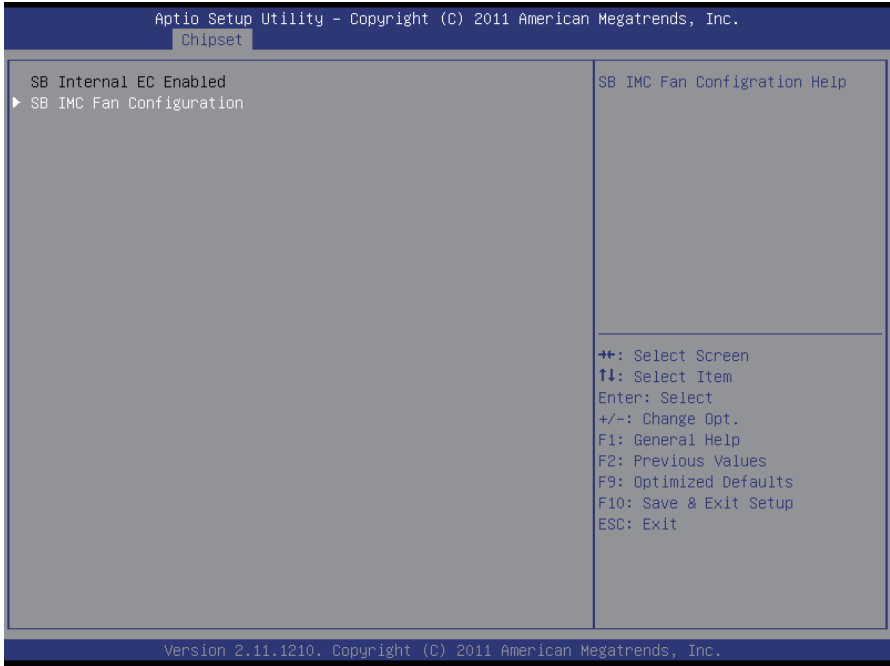 Aptio Setup Utility – Copyright (C) 2011 American Megatrends, Inc.
Chipset
SB Internal EC Enabled
▶ SB IMC Fan Configuration
SB IMC Fan Configration Help
→←: Select Screen
↑↓: Select Item
Enter: Select
+/-: Change Opt.
F1: General Help
F2: Previous Values
F9: Optimized Defaults
F10: Save & Exit Setup
ESC: Exit
Version 2.11.1210. Copyright (C) 2011 American Megatrends, Inc.